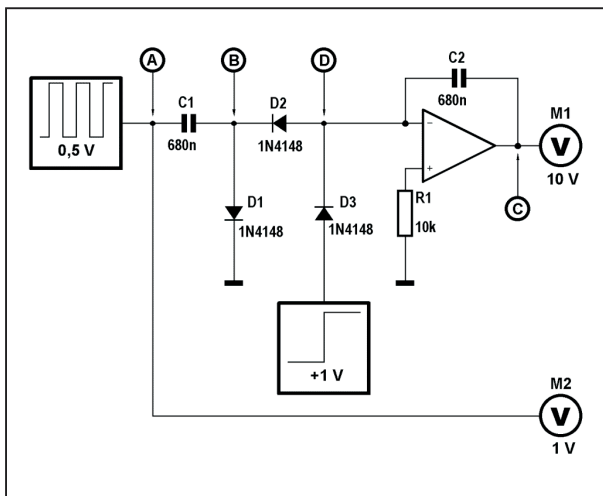 A
B
D
C1
680n
D2
1N4148
C2
680n
0,5 V
D1
1N4148
D3
1N4148
−
+
R1
10k
M1
V
10 V
C
+1 V
M2
V
1 V